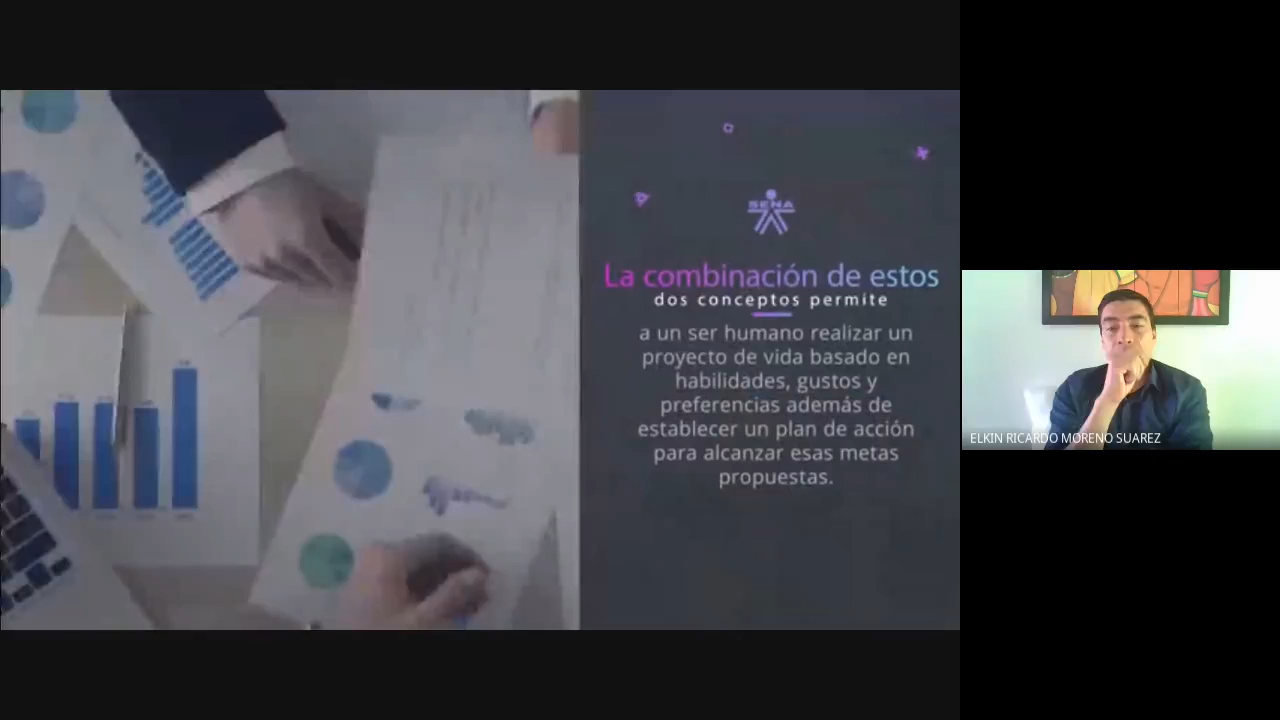 SENA
La combinación de estos
dos conceptos permite
a un ser humano realizar un
proyecto de vida basado en
habilidades, gustos y
preferencias además de
establecer un plan de acción
para alcanzar esas metas
propuestas.
ELKIN RICARDO MORENO SUAREZ